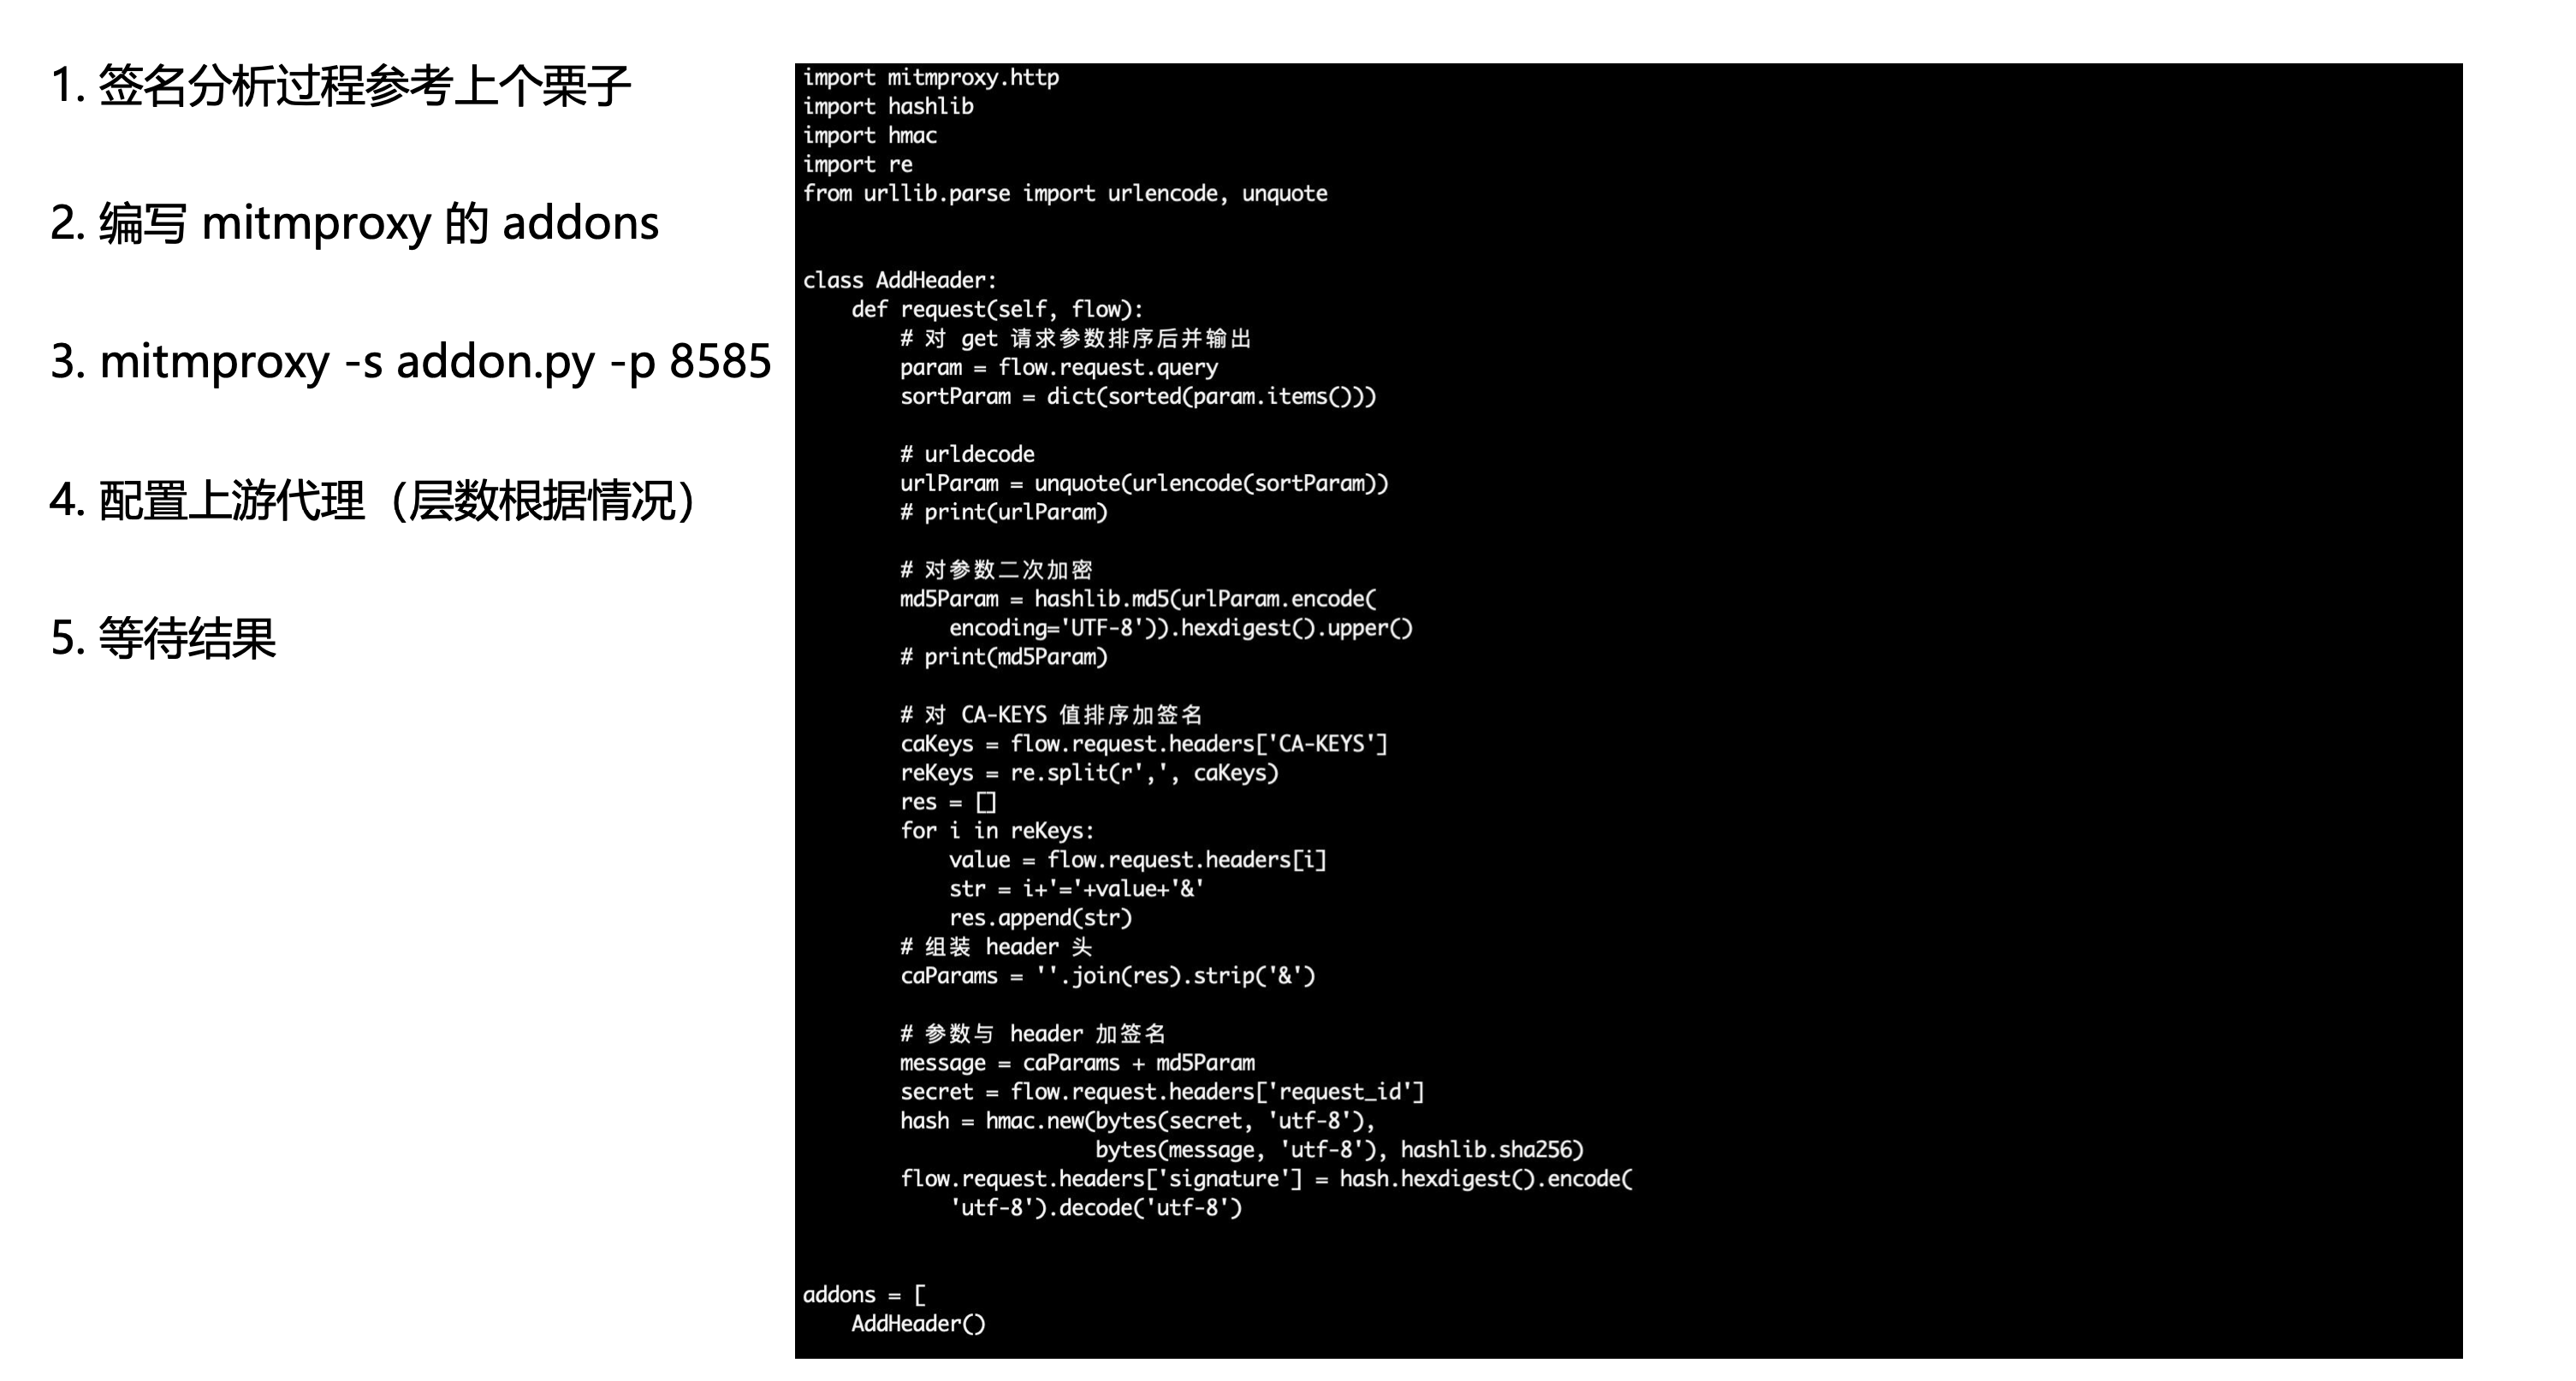 1. 签名分析过程参考上个栗子
2. 编写 mitmproxy 的 addons
3. mitmproxy -s addon.py -p 8585
4. 配置上游代理（层数根据情况）
5. 等待结果
import mitmproxy.http
import hashlib
import hmac
import re
from urllib.parse import urlencode, unquote
class AddHeader:
    def request(self, flow):
        # 对 get 请求参数排序后并输出
        param = flow.request.query
        sortParam = dict(sorted(param.items()))
        # urldecode
        urlParam = unquote(urlencode(sortParam))
        # print(urlParam)
        # 对参数二次加密
        md5Param = hashlib.md5(urlParam.encode(
            encoding='UTF-8')).hexdigest().upper()
        # print(md5Param)
        # 对 CA-KEYS 值排序加签名
        caKeys = flow.request.headers['CA-KEYS']
        reKeys = re.split(r',', caKeys)
        res = []
        for i in reKeys:
            value = flow.request.headers[i]
            str = i+'='+value+'&'
            res.append(str)
        # 组装 header 头
        caParams = ''.join(res).strip('&')
        # 参数与 header 加签名
        message = caParams + md5Param
        secret = flow.request.headers['request_id']
        hash = hmac.new(bytes(secret, 'utf-8'),
                        bytes(message, 'utf-8'), hashlib.sha256)
        flow.request.headers['signature'] = hash.hexdigest().encode(
            'utf-8').decode('utf-8')
addons = [
    AddHeader()